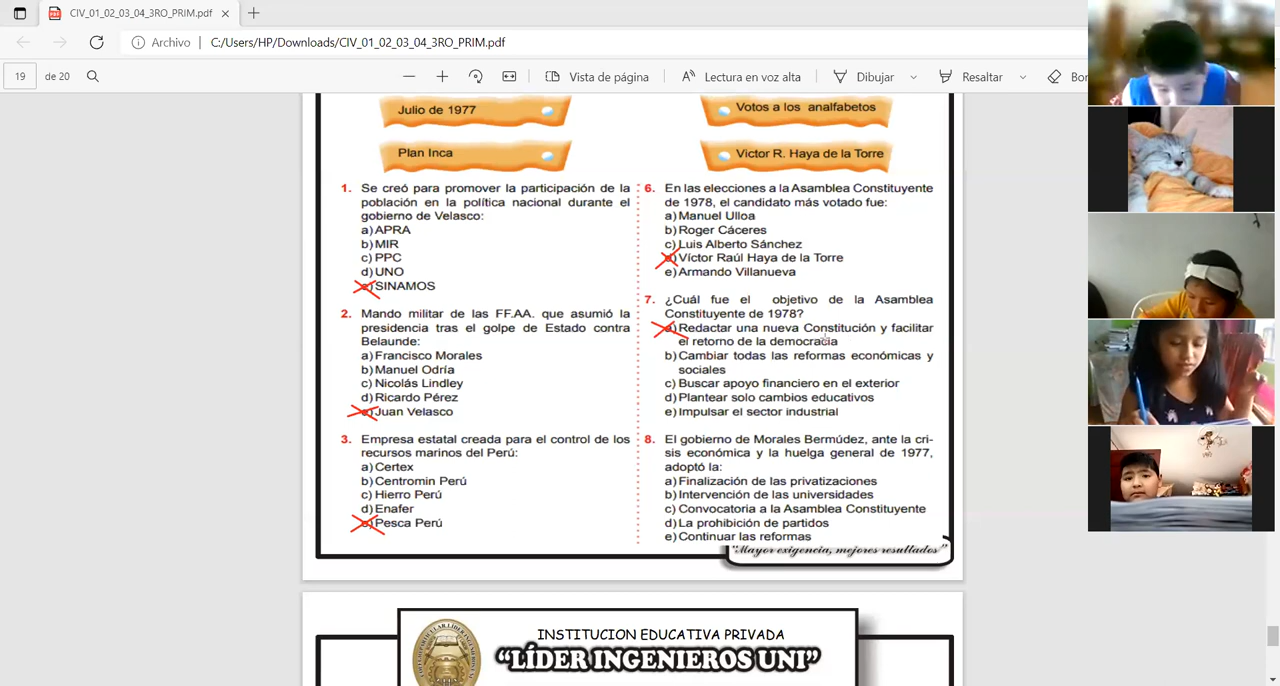 CIV_01_02_03_04_3RO_PRIM.pdf
Archivo C:/Users/HP/Downloads/CIV_01_02_03_04_3RO_PRIM.pdf
19 de 20 Vista de página Lectura en voz alta Dibujar Resaltar
Julio de 1977
Votos a los analfabetos
Plan Inca
Victor R. Haya de la Torre
1. Se creó para promover la participación de la
población en la política nacional durante el
gobierno de Velasco:
a) APRA
b) MIR
c) PPC
d) UNO
e) SINAMOS
2. Mando militar de las FF.AA. que asumió la
presidencia tras el golpe de Estado contra
Belaunde:
a) Francisco Morales
b) Manuel Odría
c) Nicolás Lindley
d) Ricardo Pérez
e) Juan Velasco
3. Empresa estatal creada para el control de los
recursos marinos del Perú:
a) Certex
b) Centromin Perú
c) Hierro Perú
d) Enafer
e) Pesca Perú
6. En las elecciones a la Asamblea Constituyente
de 1978, el candidato más votado fue:
a) Manuel Ulloa
b) Roger Cáceres
c) Luis Alberto Sánchez
d) Víctor Raúl Haya de la Torre
e) Armando Villanueva
7. ¿Cuál fue el objetivo de la Asamblea
Constituyente de 1978?
a) Redactar una nueva Constitución y facilitar
el retorno de la democracia
b) Cambiar todas las reformas económicas y
sociales
c) Buscar apoyo financiero en el exterior
d) Plantear solo cambios educativos
e) Impulsar el sector industrial
8. El gobierno de Morales Bermúdez, ante la cri-
sis económica y la huelga general de 1977,
adoptó la:
a) Finalización de las privatizaciones
b) Intervención de las universidades
c) Convocatoria a la Asamblea Constituyente
d) La prohibición de partidos
e) Continuar las reformas
"Mayor exigencia, mejores resultados"
INSTITUCION EDUCATIVA PRIVADA
"LÍDER INGENIEROS UNI"